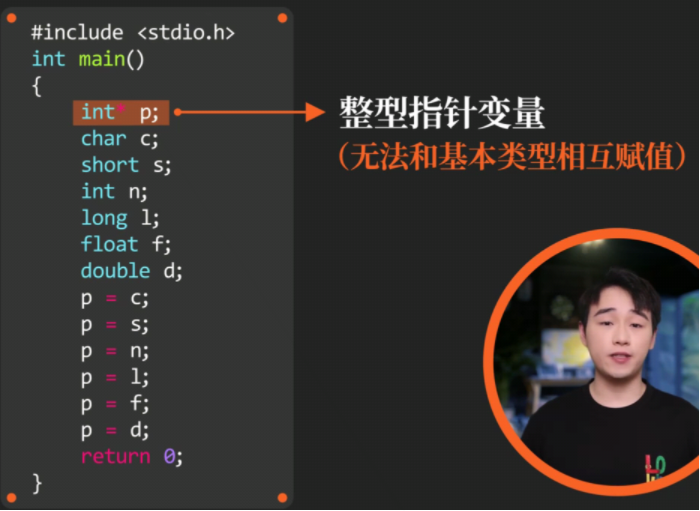 #include <stdio.h>
int main()
{
int* p;
char c;
short s;
int n;
long l;
float f;
double d;
p = c;
p = s;
p = n;
p = l;
p = f;
p = d;
return 0;
}
整型指针变量
（无法和基本类型相互赋值）